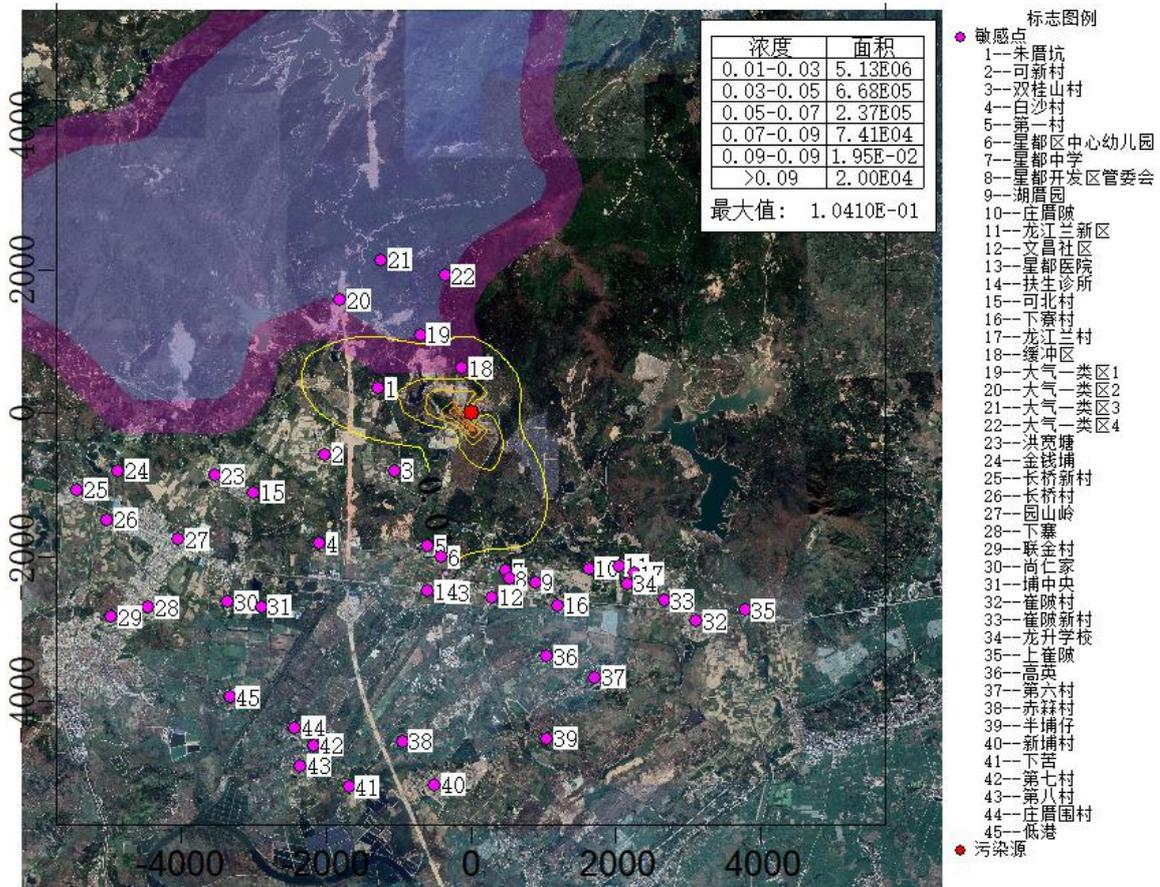 标志图例
敏感点
1--朱厝坑
2--可新村
3--双桂山村
4--白沙村
5--第一村
6--星都区中心幼儿园
7--星都中学
8--星都开发区管委会
9--湖厝园
10--庄厝陂
11--龙江兰新区
12--文昌社区
13--星都医院
14--扶生诊所
15--可北村
16--下寮村
17--龙江兰村
18--缓冲区
19--大气一类区1
20--大气一类区2
21--大气一类区3
22--大气一类区4
23--洪宽塘
24--金钱埔
25--长桥新村
26--长桥村
27--园山岭
28--下寨
29--联金村
30--尚仁家
31--埔中央
32--崔陂村
33--崔陂新村
34--龙升学校
35--上崔陂
36--高英
37--第六村
38--赤秝村
39--半埔仔
40--新埔村
41--下苦
42--第七村
43--第八村
44--庄厝围村
45--低港
污染源
浓度 面积
0.01-0.03 5.13E06
0.03-0.05 6.68E05
0.05-0.07 2.37E05
0.07-0.09 7.41E04
0.09-0.09 1.95E-02
>0.09 2.00E04
最大值: 1.0410E-01
4000
2000
0
-2000
-4000
21
22
20
19
18
1
2
3
24
23
25
15
26
27
4
5
6
7
8
9
10
11
17
34
14
12
16
33
32
35
28
29
30
31
36
37
45
44
42
43
38
39
41
40
0
0
-4000 -2000 0 2000 4000